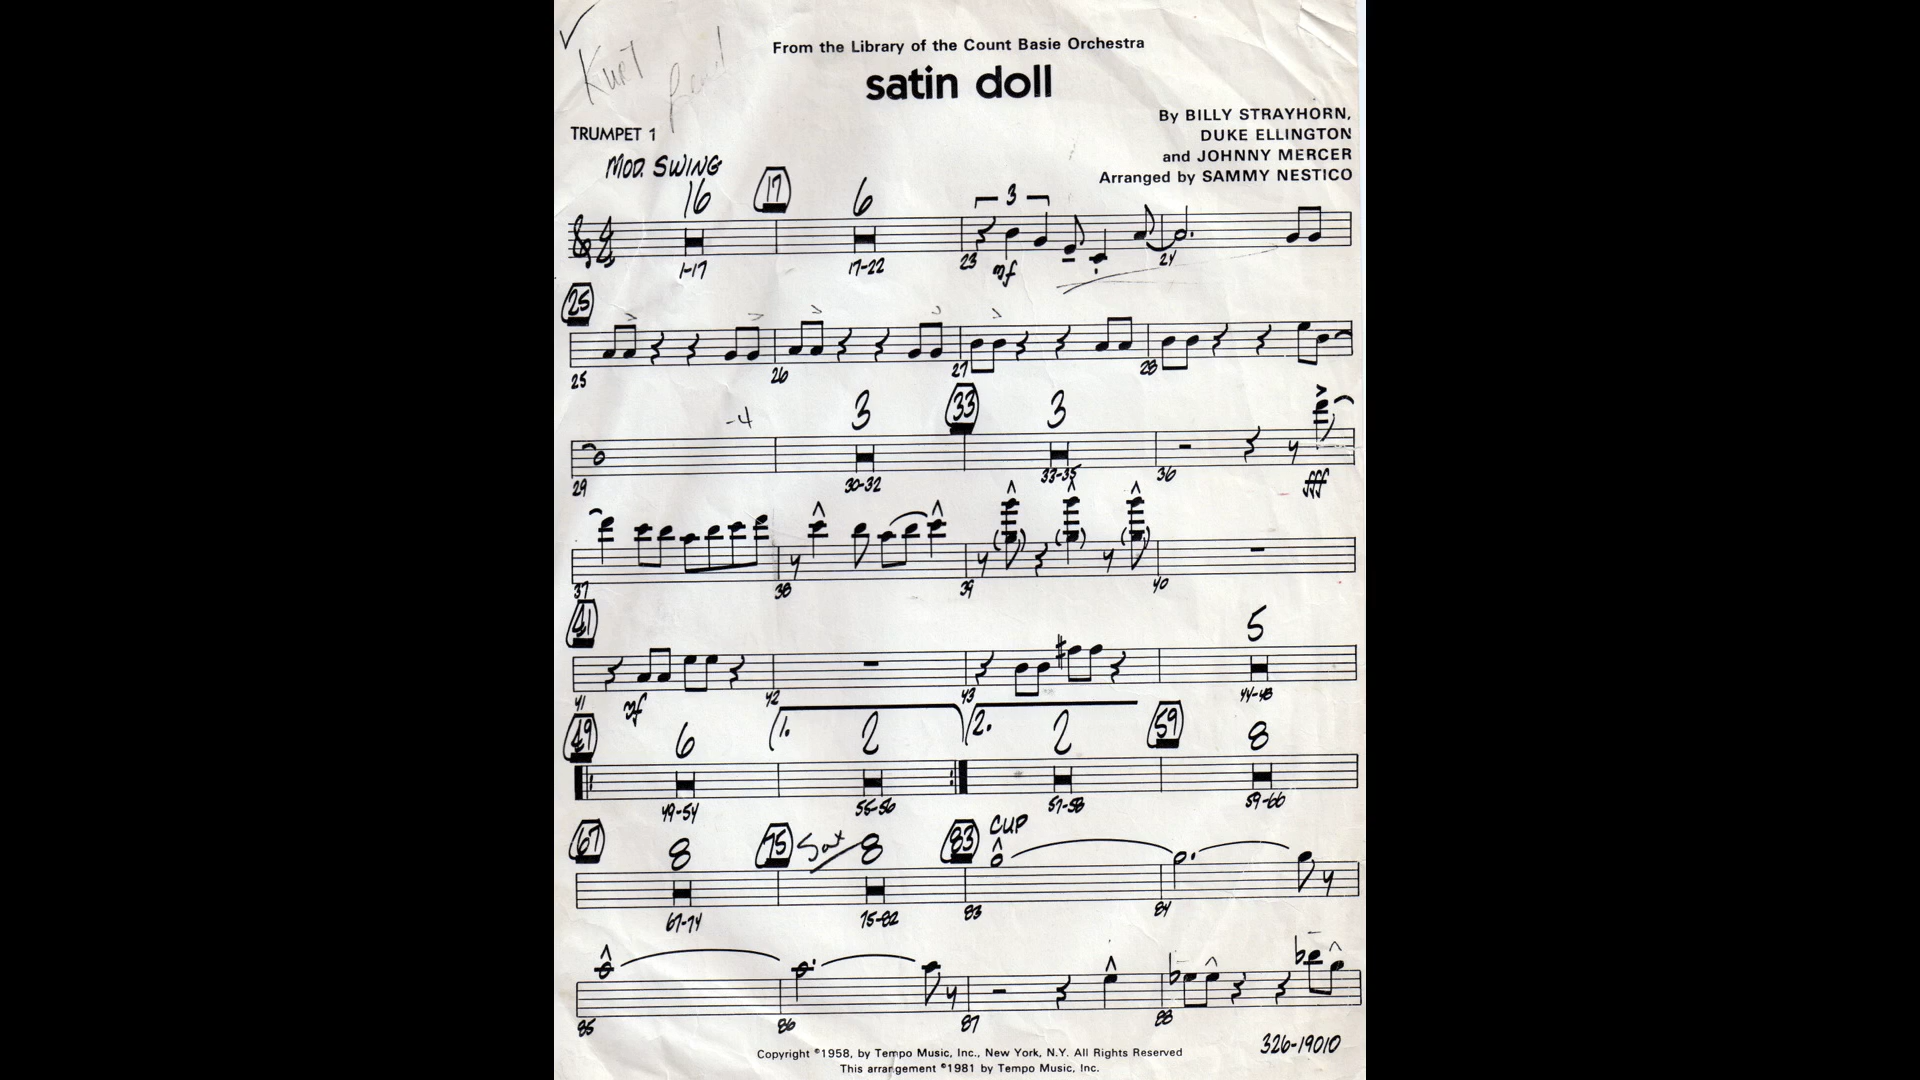 Kurt
From the Library of the Count Basie Orchestra
satin doll
By BILLY STRAYHORN,
DUKE ELLINGTON
and JOHNNY MERCER
Arranged by SAMMY NESTICO
TRUMPET 1
MOD. SWING
16 17 6 3
1-17 17-22 23 mf 24
25
25 26 27 28
-4 3 33 3
29 30-32 33-35 36 fff
37 38 39 40
41 5
41 mf 42 43 44-48
49 6 1. 2 2. 2 59 8
49-54 55-56 57-58 59-66
67 8 75 8 83 CUP
67-74 75-82 83 84
85 86 87 88
326-19010
Copyright ©1958, by Tempo Music, Inc., New York, N.Y. All Rights Reserved
This arrangement ©1981 by Tempo Music, Inc.